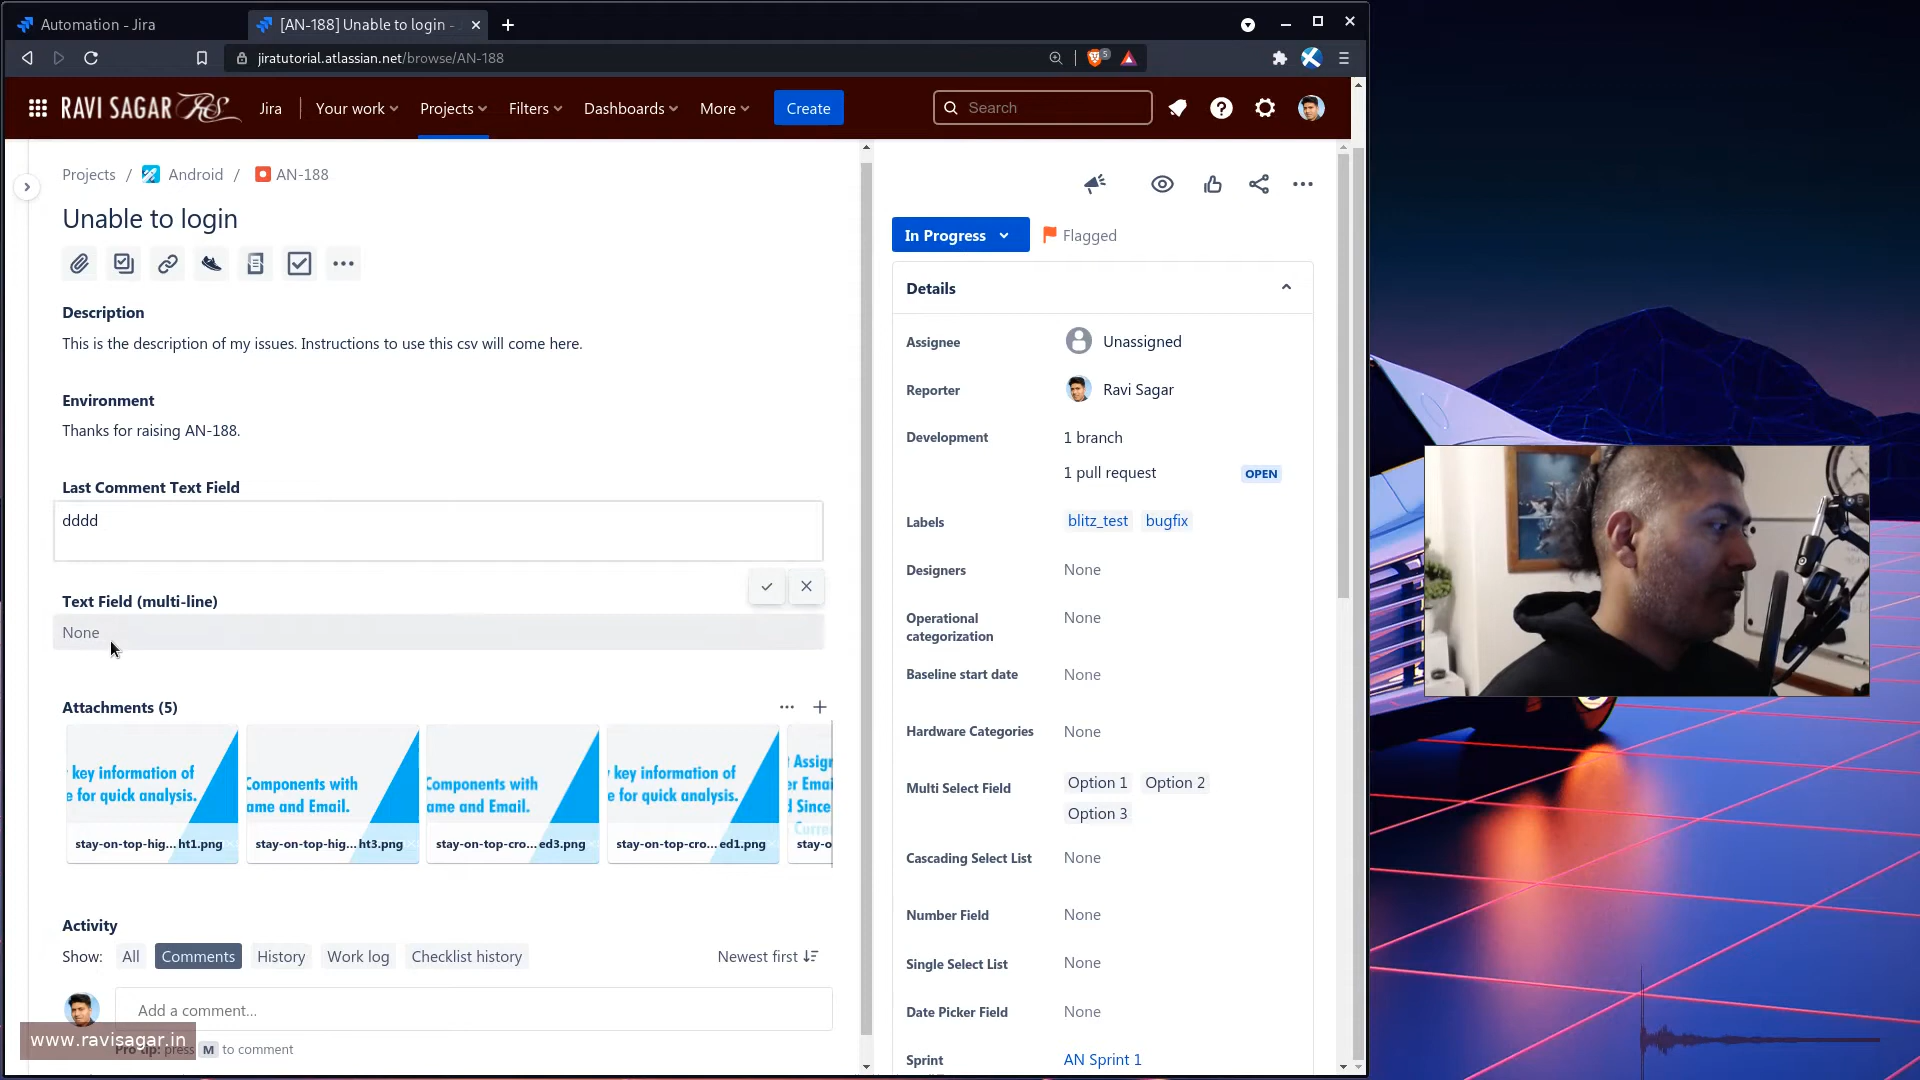 Automation - Jira
[AN-188] Unable to login -
jiratutorial.atlassian.net/browse/AN-188
5
RAVI SAGAR RS
Jira
Your work
Projects
Filters
Dashboards
More
Create
Search
Projects / Android / AN-188
Unable to login
Description
This is the description of my issues. Instructions to use this csv will come here.
Environment
Thanks for raising AN-188.
Last Comment Text Field
dddd
Text Field (multi-line)
None
Attachments (5)
key information of
e for quick analysis.
stay-on-top-hig...ht1.png
Components with
ame and Email.
stay-on-top-hig...ht3.png
Components with
ame and Email.
stay-on-top-cro...ed3.png
key information of
e for quick analysis.
stay-on-top-cro...ed1.png
Assign
er Emai
d Since
Curre
stay-o
Activity
Show: All Comments History Work log Checklist history
Newest first
Add a comment...
www.ravisagar.in
Pro tip: press M to comment
In Progress
Flagged
Details
Assignee
Unassigned
Reporter
Ravi Sagar
Development
1 branch
1 pull request
OPEN
Labels
blitz_test bugfix
Designers
None
Operational
categorization
None
Baseline start date
None
Hardware Categories
None
Multi Select Field
Option 1 Option 2
Option 3
Cascading Select List
None
Number Field
None
Single Select List
None
Date Picker Field
None
Sprint
AN Sprint 1